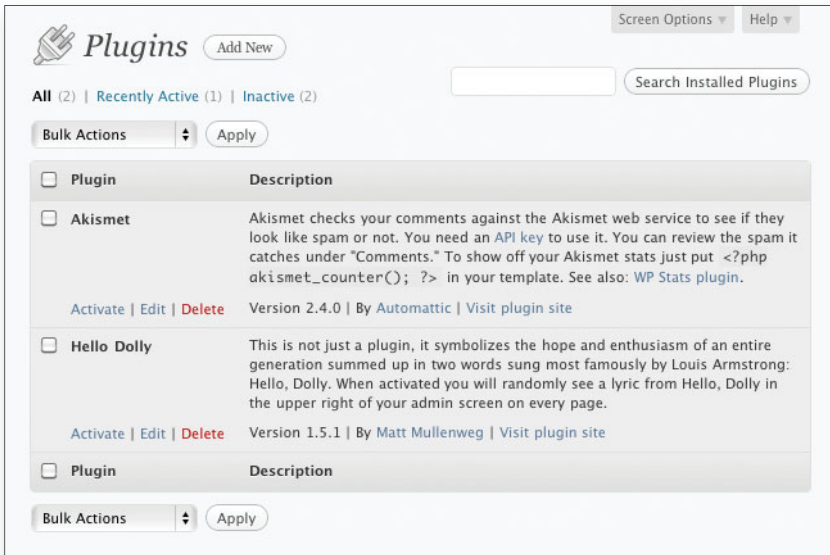 Screen Options Help
Plugins Add New
All (2) | Recently Active (1) | Inactive (2)
Search Installed Plugins
Bulk Actions Apply
Plugin Description
Akismet Akismet checks your comments against the Akismet web service to see if they
look like spam or not. You need an API key to use it. You can review the spam it
catches under "Comments." To show off your Akismet stats just put <?php
akismet_counter(); ?> in your template. See also: WP Stats plugin.
Activate | Edit | Delete Version 2.4.0 | By Automattic | Visit plugin site
Hello Dolly This is not just a plugin, it symbolizes the hope and enthusiasm of an entire
generation summed up in two words sung most famously by Louis Armstrong:
Hello, Dolly. When activated you will randomly see a lyric from Hello, Dolly in
the upper right of your admin screen on every page.
Activate | Edit | Delete Version 1.5.1 | By Matt Mullenweg | Visit plugin site
Plugin Description
Bulk Actions Apply